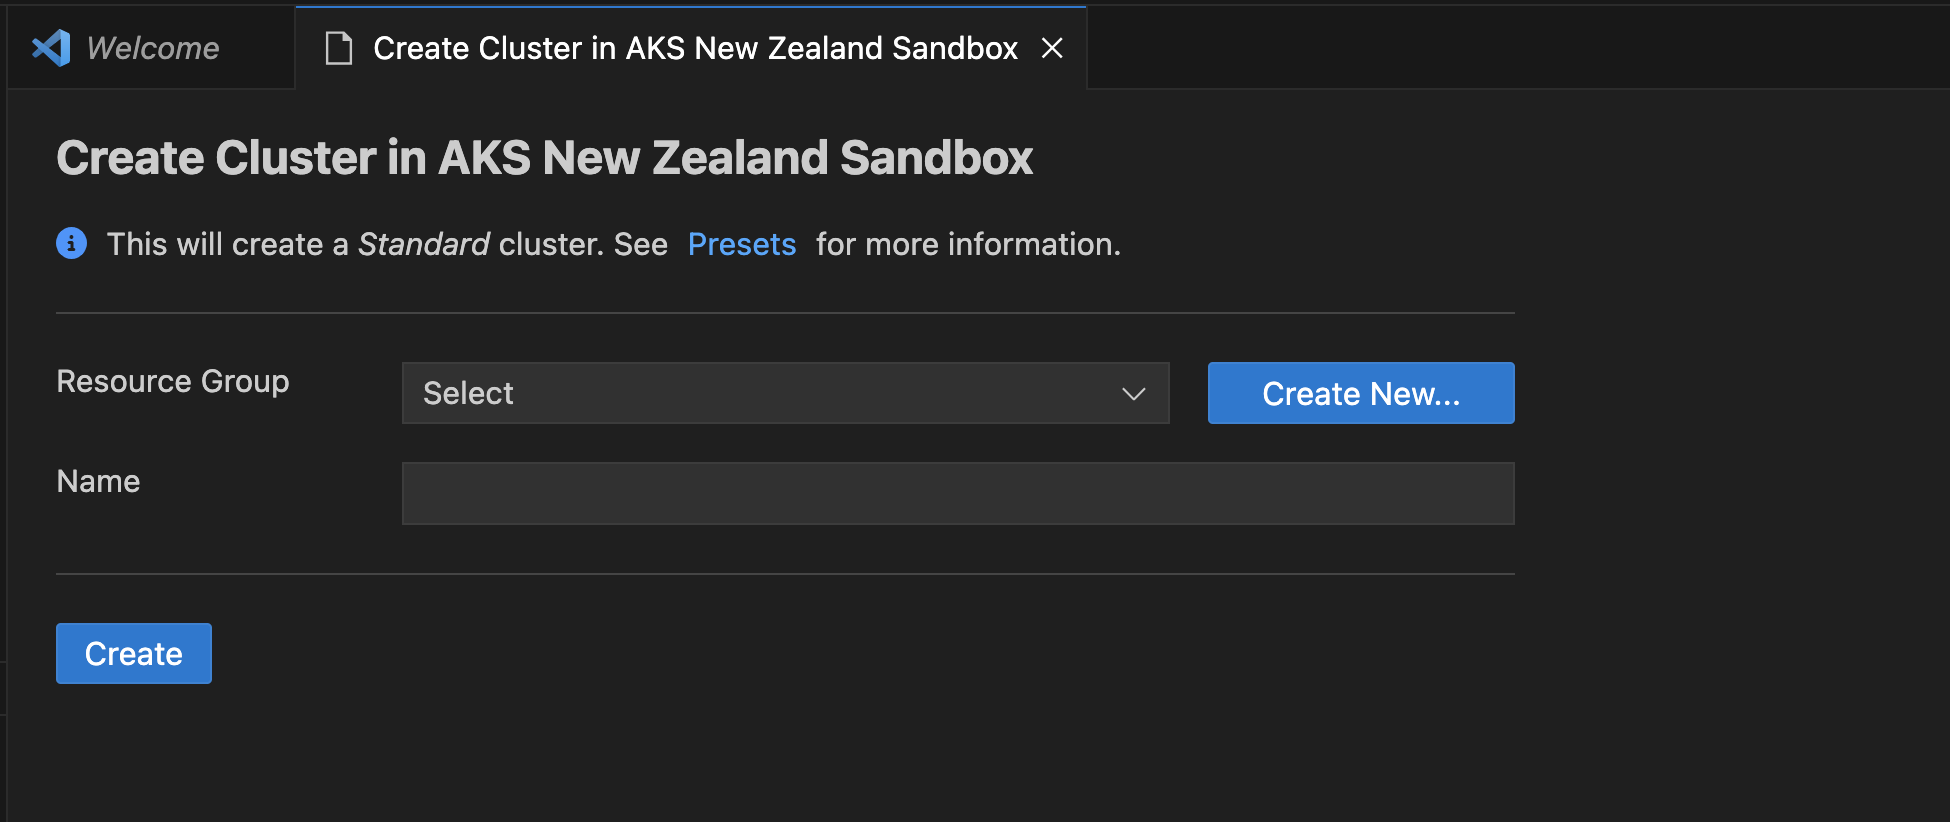 Welcome
Create Cluster in AKS New Zealand Sandbox
Create Cluster in AKS New Zealand Sandbox
This will create a Standard cluster. See Presets for more information.
Resource Group
Select
Create New...
Name
Create